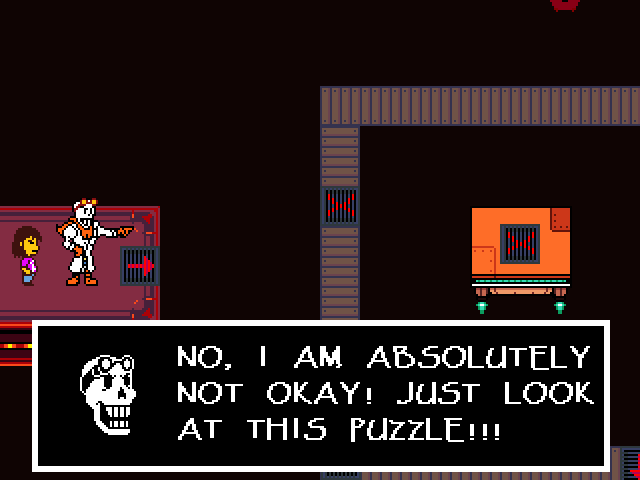 NO, I AM ABSOLUTELY
NOT OKAY! JUST LOOK
AT THIS PUZZLE!!!